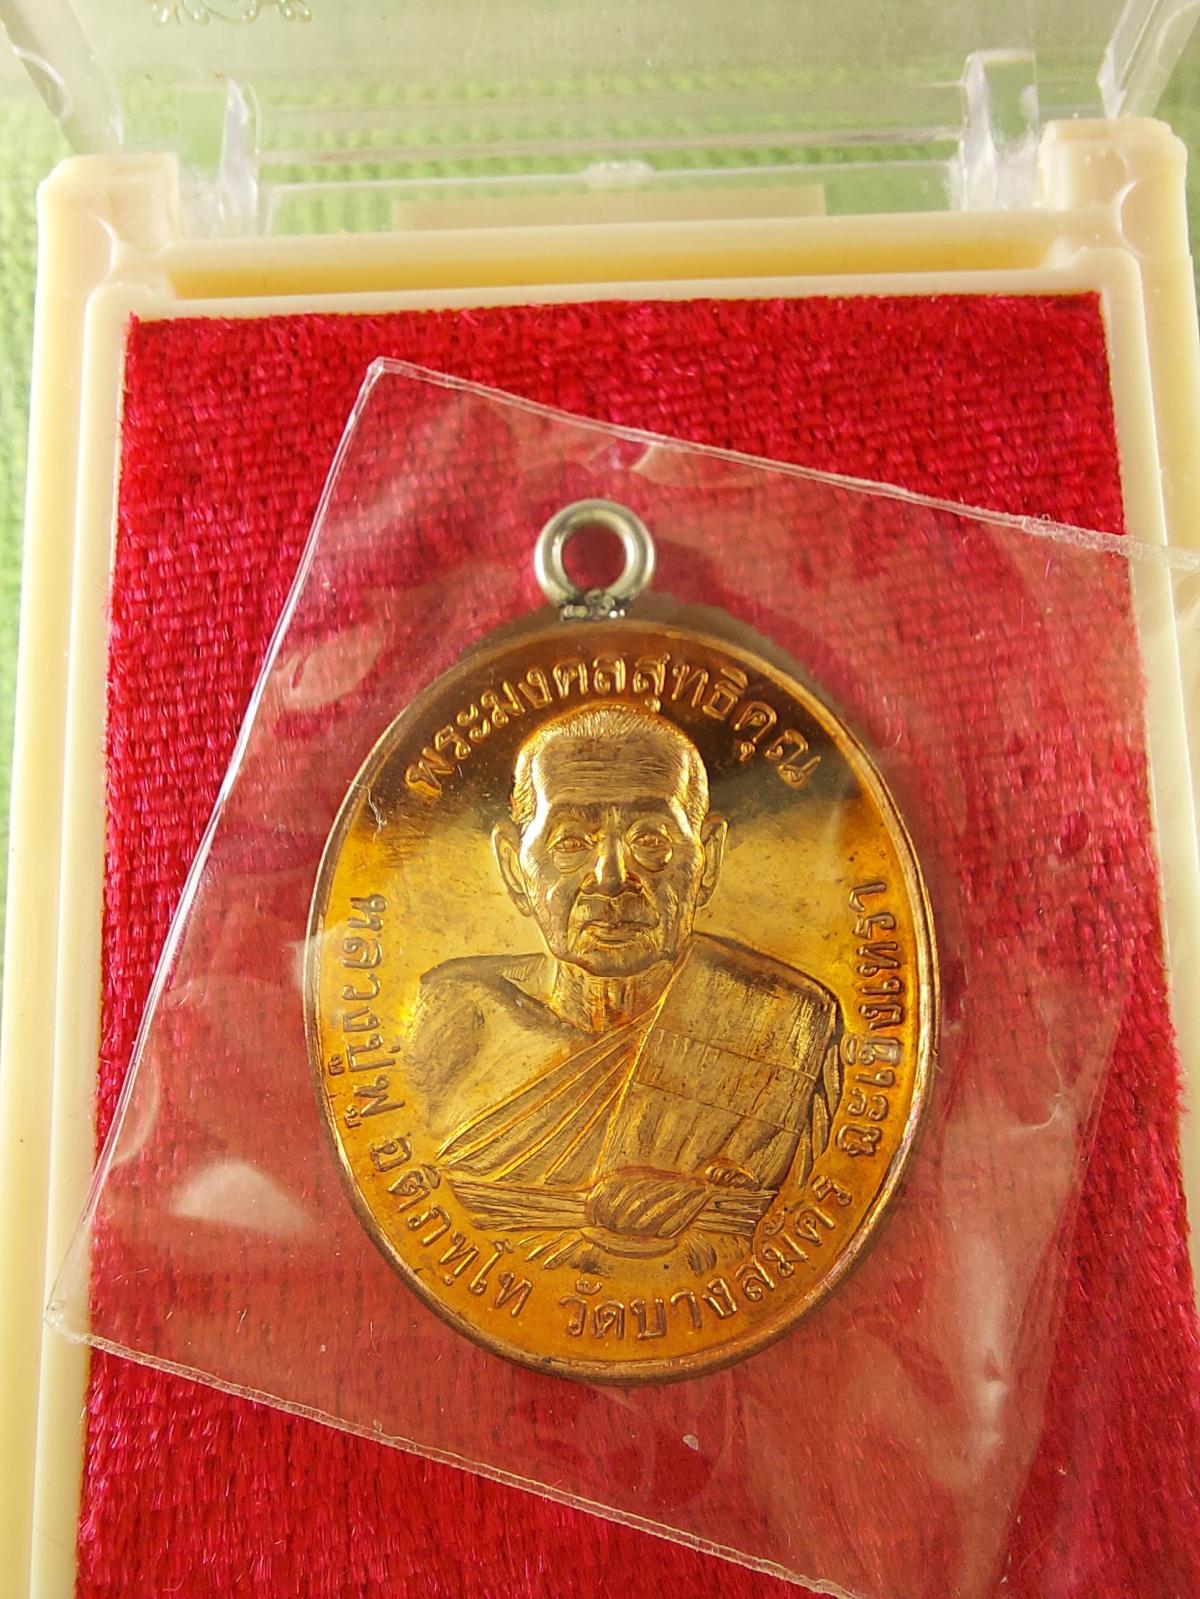 พระมงคลสุทธิคุณ
หลวงปู่ฟู อติภทฺโท วัดบางสมัคร ฉะเชิงเทรา